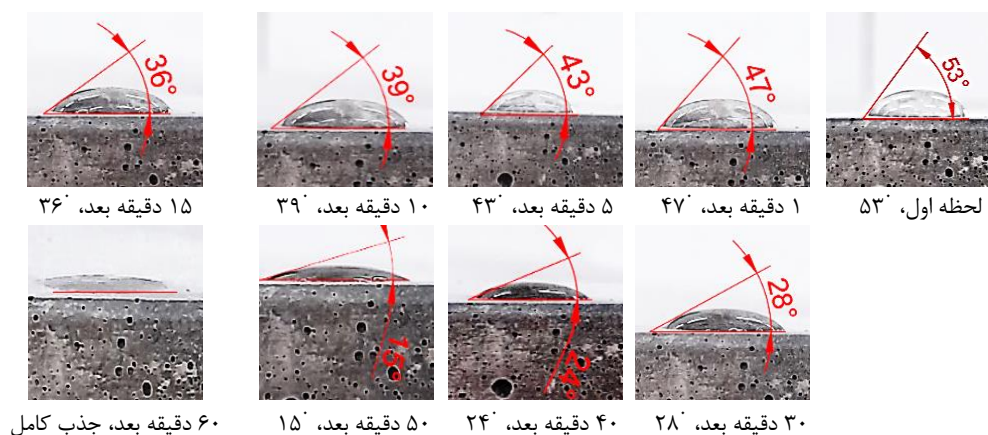 53°
47°
43°
39°
36°
لحظه اول، ۵۳˙
۱ دقیقه بعد، ۴۷˙
۵ دقیقه بعد، ۴۳˙
۱۰ دقیقه بعد، ۳۹˙
۱۵ دقیقه بعد، ۳۶˙
28°
24°
15°
۳۰ دقیقه بعد، ۲۸˙
۴۰ دقیقه بعد، ۲۴˙
۵۰ دقیقه بعد، ۱۵˙
۶۰ دقیقه بعد، جذب کامل